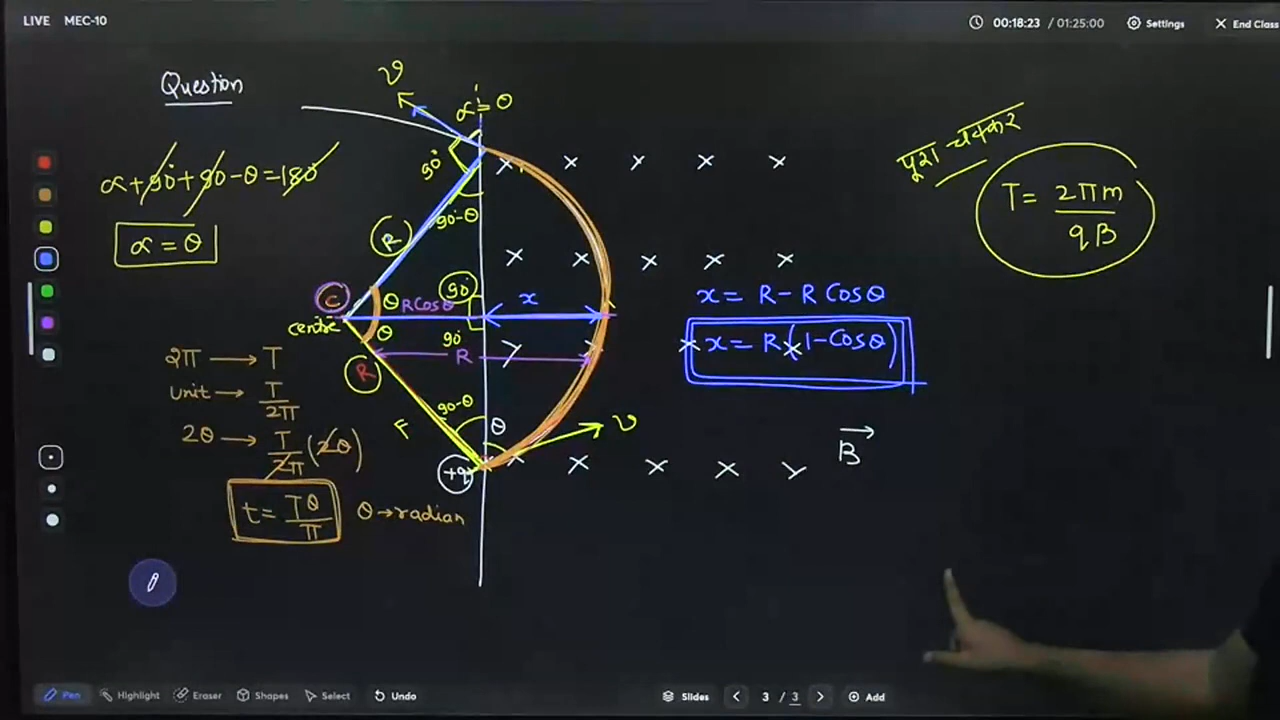 LIVE MEC-10
00:18:23 / 01:25:00 Settings End Class
Question
α + 90° + 90° - θ = 180°
α = θ
v
α = θ
90°
90-θ
R
C
centre
θ
RCosθ
90°
x
θ
90°
R
R
90-θ
θ
F
v
+q
2π → T
unit → T/2π
2θ → T/2π (2θ)
t = Tθ/π
θ → radian
पूरा चक्कर
T = 2πm/qB
x = R - R Cosθ
x = R(1 - Cosθ)
B
Pen Highlight Eraser Shapes Select Undo Slides 3 / 3 Add